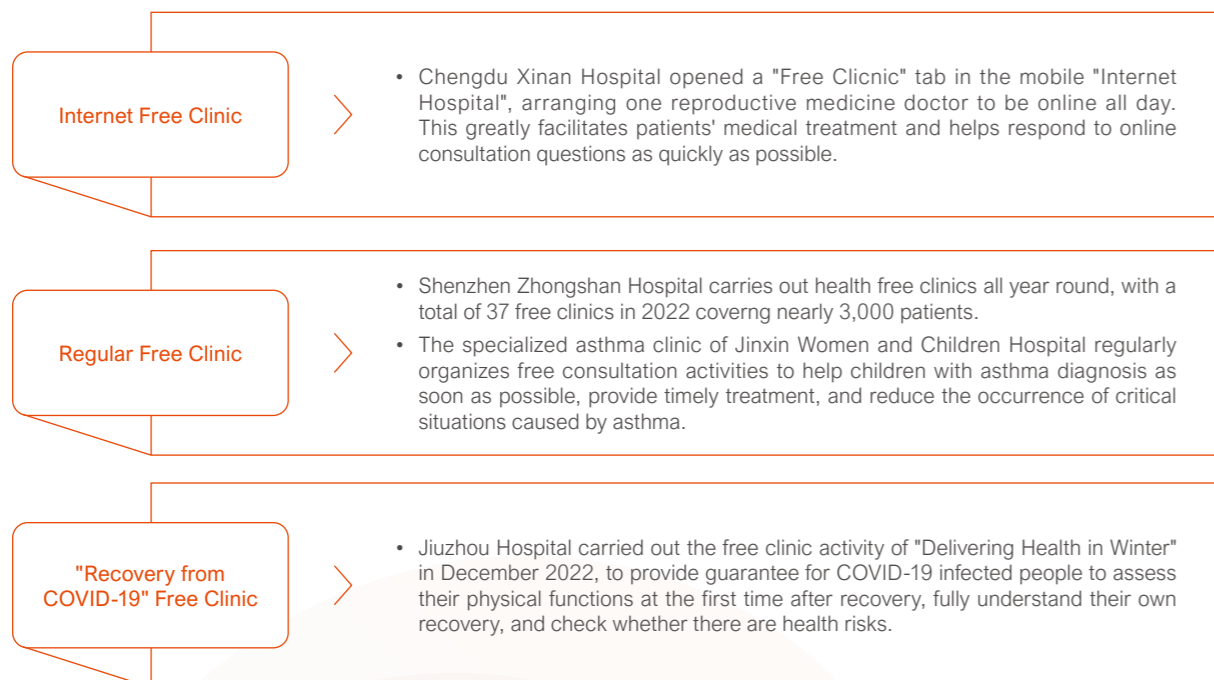 Internet Free Clinic
• Chengdu Xinan Hospital opened a "Free Clicnic" tab in the mobile "Internet
Hospital", arranging one reproductive medicine doctor to be online all day.
This greatly facilitates patients' medical treatment and helps respond to online
consultation questions as quickly as possible.
Regular Free Clinic
• Shenzhen Zhongshan Hospital carries out health free clinics all year round, with a
total of 37 free clinics in 2022 coverng nearly 3,000 patients.
• The specialized asthma clinic of Jinxin Women and Children Hospital regularly
organizes free consultation activities to help children with asthma diagnosis as
soon as possible, provide timely treatment, and reduce the occurrence of critical
situations caused by asthma.
"Recovery from
COVID-19" Free Clinic
• Jiuzhou Hospital carried out the free clinic activity of "Delivering Health in Winter"
in December 2022, to provide guarantee for COVID-19 infected people to assess
their physical functions at the first time after recovery, fully understand their own
recovery, and check whether there are health risks.